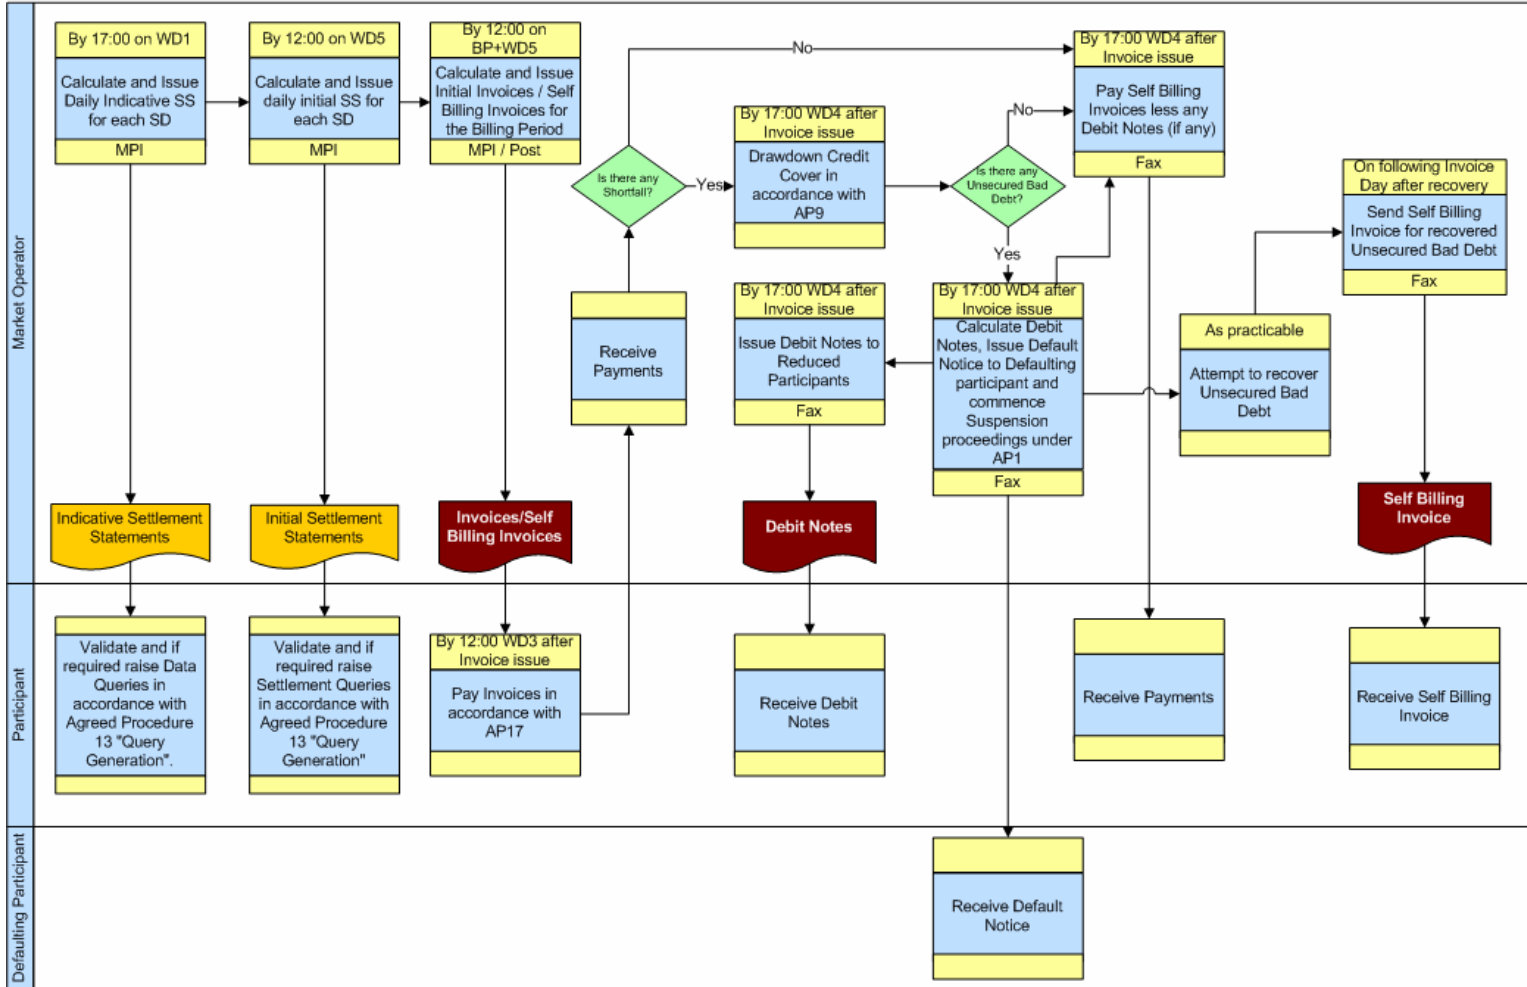 Market Operator
By 17:00 on WD1
Calculate and Issue
Daily Indicative SS
for each SD
MPI
By 12:00 on WD5
Calculate and Issue
daily initial SS for
each SD
MPI
By 12:00 on
BP+WD5
Calculate and Issue
Initial Invoices / Self
Billing Invoices for
the Billing Period
MPI / Post
Is there any
Shortfall?
No
Yes
By 17:00 WD4 after
Invoice issue
Drawdown Credit
Cover in
accordance with
AP9
Is there any
Unsecured Bad
Debt?
No
Yes
By 17:00 WD4 after
Invoice issue
Pay Self Billing
Invoices less any
Debit Notes (if any)
Fax
On following Invoice
Day after recovery
Send Self Billing
Invoice for recovered
Unsecured Bad Debt
Fax
Receive
Payments
By 17:00 WD4 after
Invoice issue
Issue Debit Notes to
Reduced
Participants
Fax
By 17:00 WD4 after
Invoice issue
Calculate Debit
Notes, Issue Default
Notice to Defaulting
participant and
commence
Suspension
proceedings under
AP1
Fax
As practicable
Attempt to recover
Unsecured Bad
Debt
Indicative Settlement
Statements
Initial Settlement
Statements
Invoices/Self
Billing Invoices
Debit Notes
Self Billing
Invoice
Participant
Validate and if
required raise Data
Queries in
accordance with
Agreed Procedure
13 "Query
Generation".
Validate and if
required raise
Settlement Queries
in accordance with
Agreed Procedure
13 "Query
Generation"
By 12:00 WD3 after
Invoice issue
Pay Invoices in
accordance with
AP17
Receive Debit
Notes
Receive Payments
Receive Self Billing
Invoice
Defaulting Participant
Receive Default
Notice